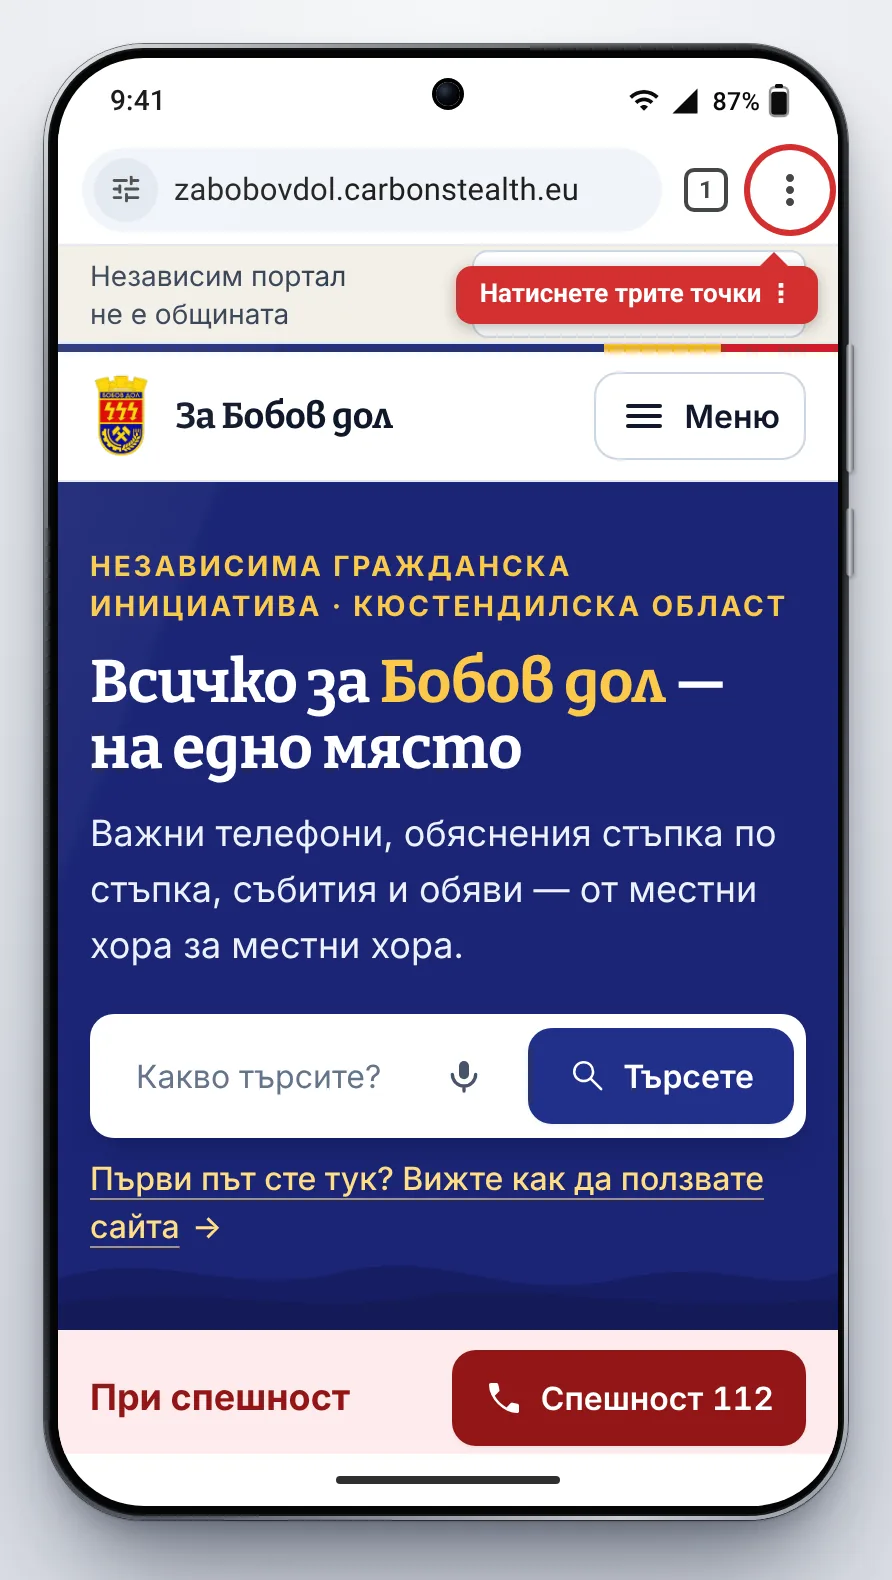 9:41
87%
zabobovdol.carbonstealth.eu
1
Независим портал
не е общината
Натиснете трите точки
БОБОВ ДОЛ
За Бобов дол
Меню
НЕЗАВИСИМА ГРАЖДАНСКА
ИНИЦИАТИВА · КЮСТЕНДИЛСКА ОБЛАСТ
Всичко за Бобов дол —
на едно място
Важни телефони, обяснения стъпка по
стъпка, събития и обяви — от местни
хора за местни хора.
Какво търсите?
Търсете
Първи път сте тук? Вижте как да ползвате
сайта →
При спешност
Спешност 112